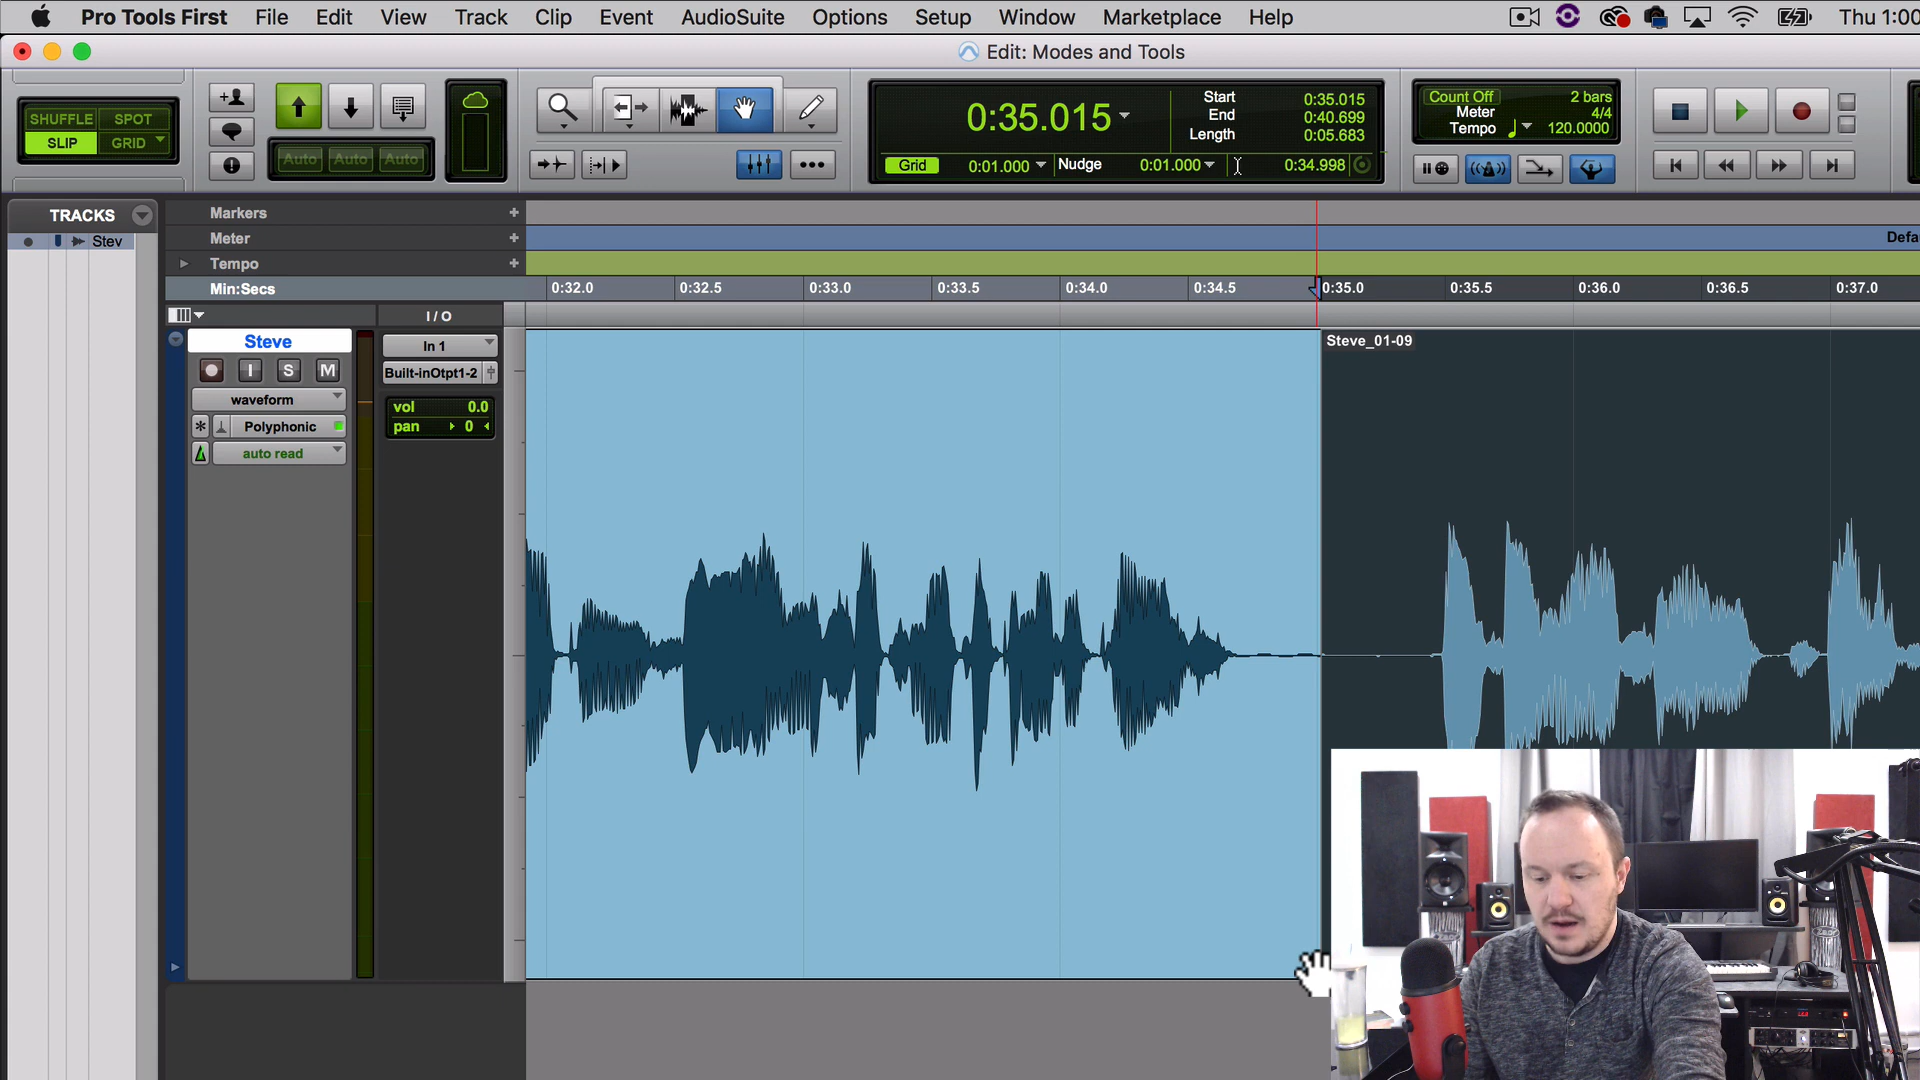 Pro Tools First File Edit View Track Clip Event AudioSuite Options Setup Window Marketplace Help Thu 1:00
Edit: Modes and Tools
SHUFFLE SPOT
SLIP GRID
Auto Auto Auto
0:35.015
Start 0:35.015
End 0:40.699
Length 0:05.683
Grid 0:01.000 Nudge 0:01.000 0:34.998
Count Off 2 bars
Meter 4/4
Tempo 120.0000
TRACKS
Stev
Markers
Meter Defa
Tempo
Min:Secs 0:32.0 0:32.5 0:33.0 0:33.5 0:34.0 0:34.5 0:35.0 0:35.5 0:36.0 0:36.5 0:37.0
I / O
Steve
I S M
waveform
Polyphonic
auto read
In 1
Built-inOtpt1-2
vol 0.0
pan 0
Steve_01-09